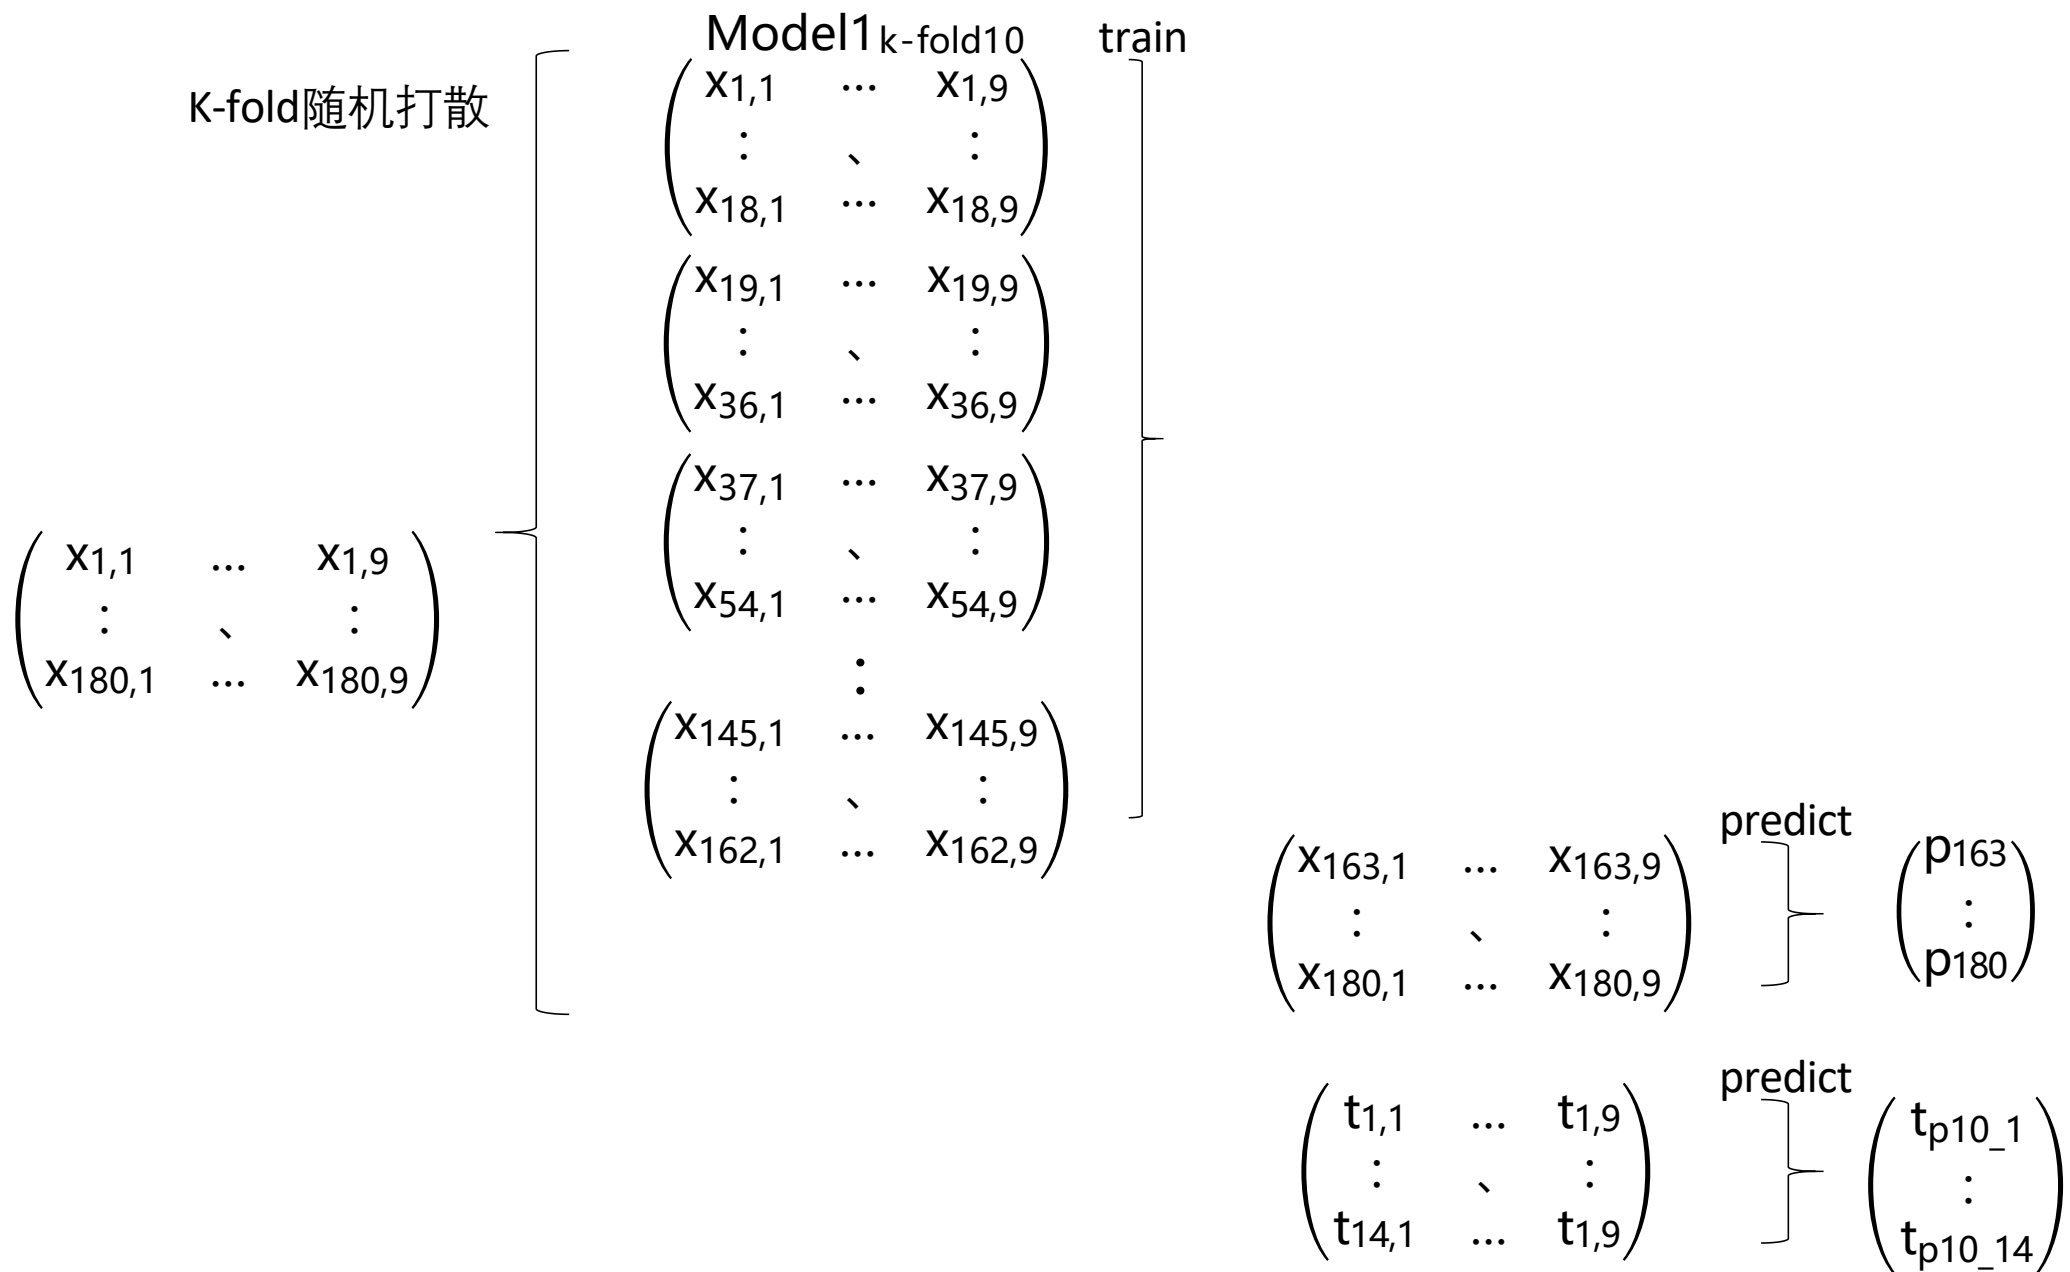 Model1 k-fold10 train
K-fold随机打散
x1,1 ... x1,9
⋮ 、 ⋮
x18,1 ... x18,9
x19,1 ... x19,9
⋮ 、 ⋮
x36,1 ... x36,9
x37,1 ... x37,9
⋮ 、 ⋮
x54,1 ... x54,9
x1,1 ... x1,9
⋮ 、 ⋮
x180,1 ... x180,9
⋮
x145,1 ... x145,9
⋮ 、 ⋮
x162,1 ... x162,9
predict
x163,1 ... x163,9
⋮ 、 ⋮
x180,1 ... x180,9
p163
⋮
p180
predict
t1,1 ... t1,9
⋮ 、 ⋮
t14,1 ... t1,9
tp10_1
⋮
tp10_14